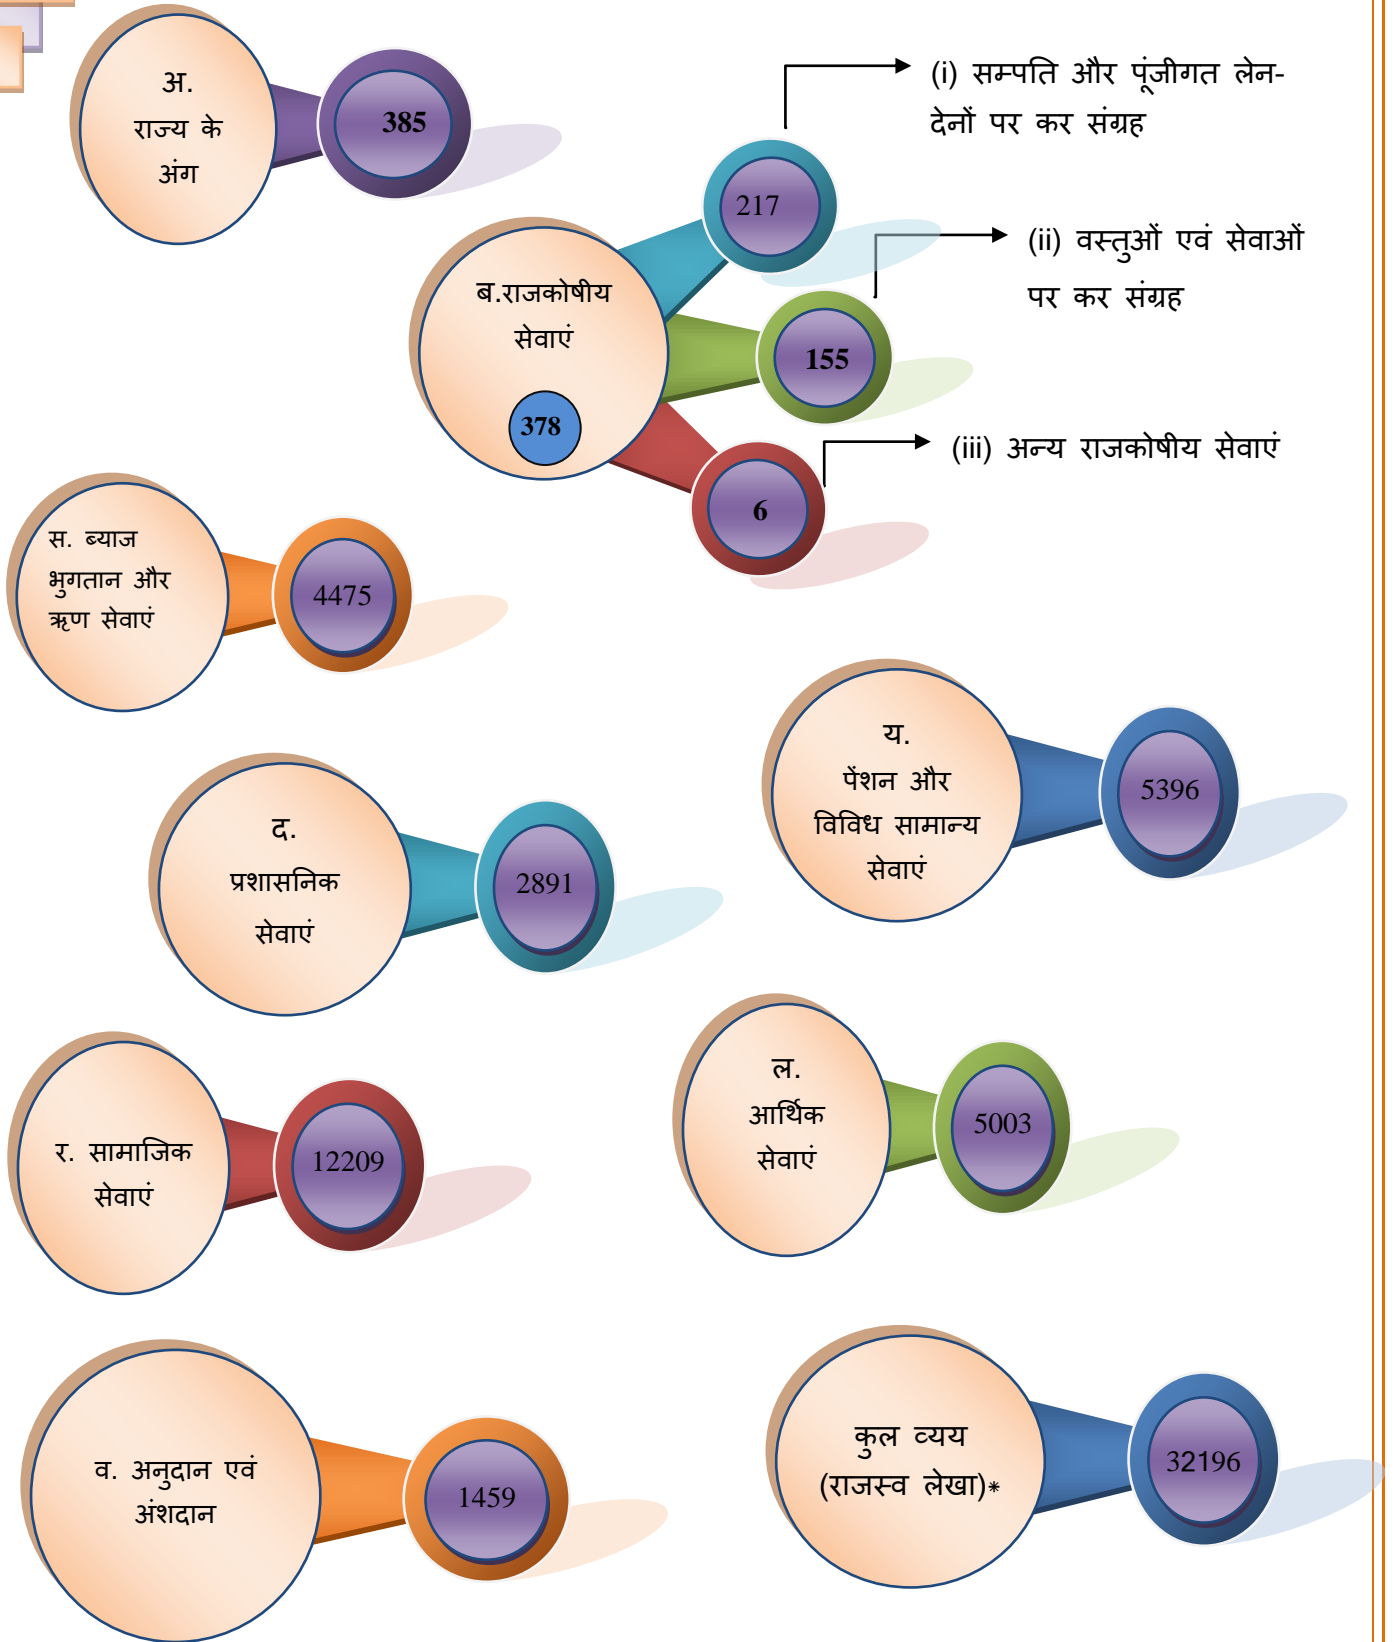 अ.
राज्य के
अंग
385
(i) सम्पति और पूंजीगत लेन-
देनों पर कर संग्रह
217
(ii) वस्तुओं एवं सेवाओं
पर कर संग्रह
ब.राजकोषीय
सेवाएं
378
155
(iii) अन्य राजकोषीय सेवाएं
6
स. ब्याज
भुगतान और
ऋण सेवाएं
4475
य.
पेंशन और
विविध सामान्य
सेवाएं
5396
द.
प्रशासनिक
सेवाएं
2891
र. सामाजिक
सेवाएं
12209
ल.
आर्थिक
सेवाएं
5003
व. अनुदान एवं
अंशदान
1459
कुल व्यय
(राजस्व लेखा)*
32196